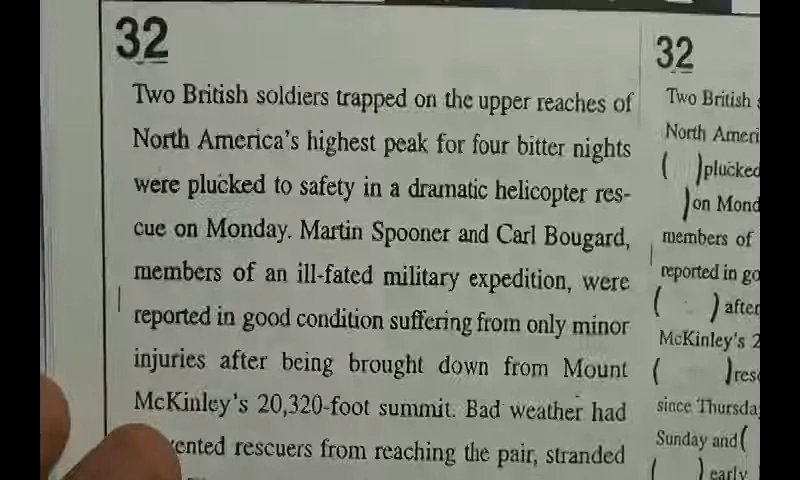 32
Two British soldiers trapped on the upper reaches of
North America's highest peak for four bitter nights
were plucked to safety in a dramatic helicopter res-
cue on Monday. Martin Spooner and Carl Bougard,
members of an ill-fated military expedition, were
reported in good condition suffering from only minor
injuries after being brought down from Mount
McKinley's 20,320-foot summit. Bad weather had
rescuers from reaching the pair, stranded
32
Two British
North Ameri
( )plucked
)on Mond
members of
reported in go
( ) after
McKinley's 2
( )res
since Thursda
Sunday and (
( ) early